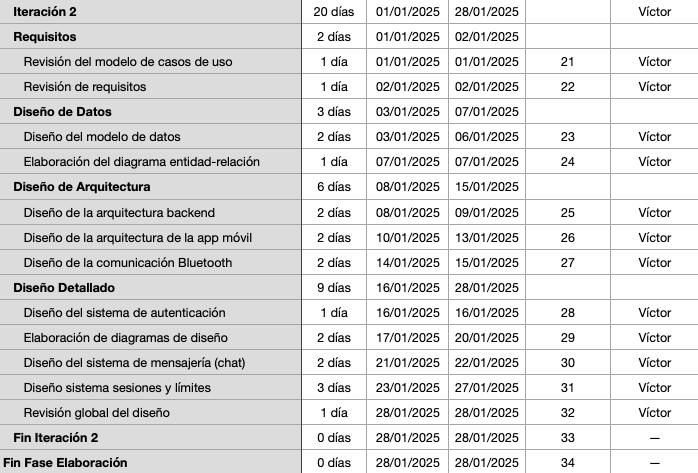 Iteración 2 20 días 01/01/2025 28/01/2025 Víctor
Requisitos 2 días 01/01/2025 02/01/2025
Revisión del modelo de casos de uso 1 día 01/01/2025 01/01/2025 21 Víctor
Revisión de requisitos 1 día 02/01/2025 02/01/2025 22 Víctor
Diseño de Datos 3 días 03/01/2025 07/01/2025
Diseño del modelo de datos 2 días 03/01/2025 06/01/2025 23 Víctor
Elaboración del diagrama entidad-relación 1 día 07/01/2025 07/01/2025 24 Víctor
Diseño de Arquitectura 6 días 08/01/2025 15/01/2025
Diseño de la arquitectura backend 2 días 08/01/2025 09/01/2025 25 Víctor
Diseño de la arquitectura de la app móvil 2 días 10/01/2025 13/01/2025 26 Víctor
Diseño de la comunicación Bluetooth 2 días 14/01/2025 15/01/2025 27 Víctor
Diseño Detallado 9 días 16/01/2025 28/01/2025
Diseño del sistema de autenticación 1 día 16/01/2025 16/01/2025 28 Víctor
Elaboración de diagramas de diseño 2 días 17/01/2025 20/01/2025 29 Víctor
Diseño del sistema de mensajería (chat) 2 días 21/01/2025 22/01/2025 30 Víctor
Diseño sistema sesiones y límites 3 días 23/01/2025 27/01/2025 31 Víctor
Revisión global del diseño 1 día 28/01/2025 28/01/2025 32 Víctor
Fin Iteración 2 0 días 28/01/2025 28/01/2025 33 —
Fin Fase Elaboración 0 días 28/01/2025 28/01/2025 34 —